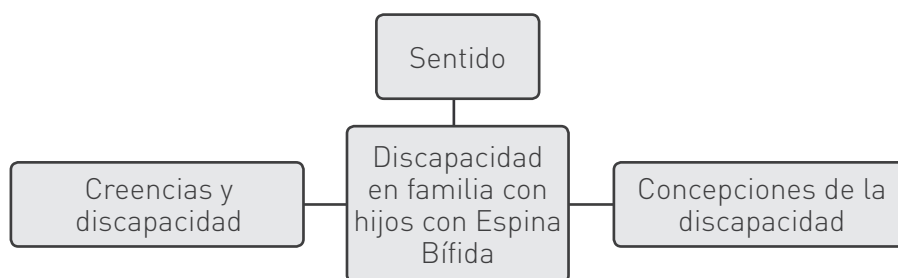 Sentido
Discapacidad
en familia con
hijos con Espina
Bífida
Creencias y
discapacidad
Concepciones de la
discapacidad